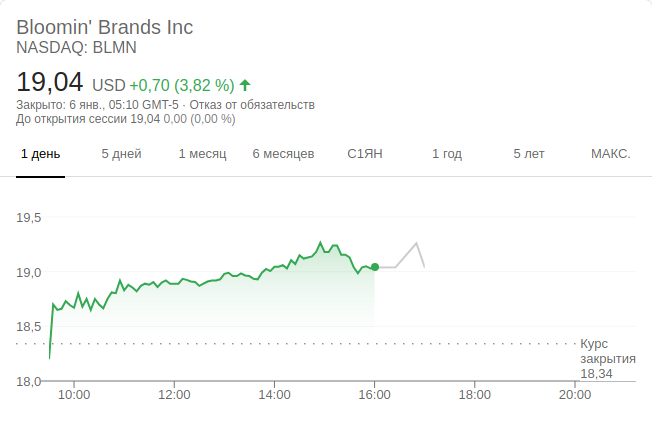 Bloomin' Brands Inc
NASDAQ: BLMN
19,04 USD +0,70 (3,82 %)
Закрыто: 6 янв., 05:10 GMT-5 · Отказ от обязательств
До открытия сессии 19,04 0,00 (0,00 %)
1 день 5 дней 1 месяц 6 месяцев С1ЯН 1 год 5 лет МАКС.
19,5
19,0
18,5
Курс
закрытия
18,34
18,0
10:00 12:00 14:00 16:00 18:00 20:00